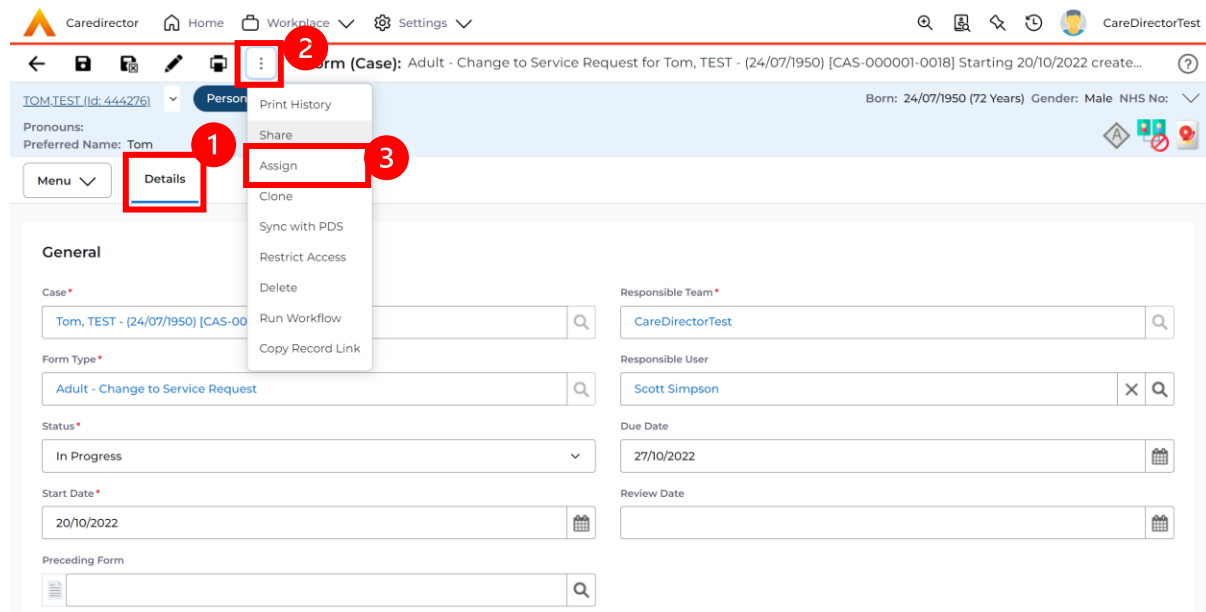 Caredirector Home Workplace Settings CareDirectorTest
2
rm (Case): Adult - Change to Service Request for Tom, TEST - (24/07/1950) [CAS-000001-0018] Starting 20/10/2022 create...
TOM,TEST (Id: 444276) Person Born: 24/07/1950 (72 Years) Gender: Male NHS No:
Pronouns:
Preferred Name: Tom
1
Menu Details
Print History
Share
Assign
3
Clone
Sync with PDS
Restrict Access
Delete
Run Workflow
Copy Record Link
General
Case* Responsible Team*
Tom, TEST - (24/07/1950) [CAS-00 CareDirectorTest
Form Type* Responsible User
Adult - Change to Service Request Scott Simpson
Status* Due Date
In Progress 27/10/2022
Start Date* Review Date
20/10/2022
Preceding Form